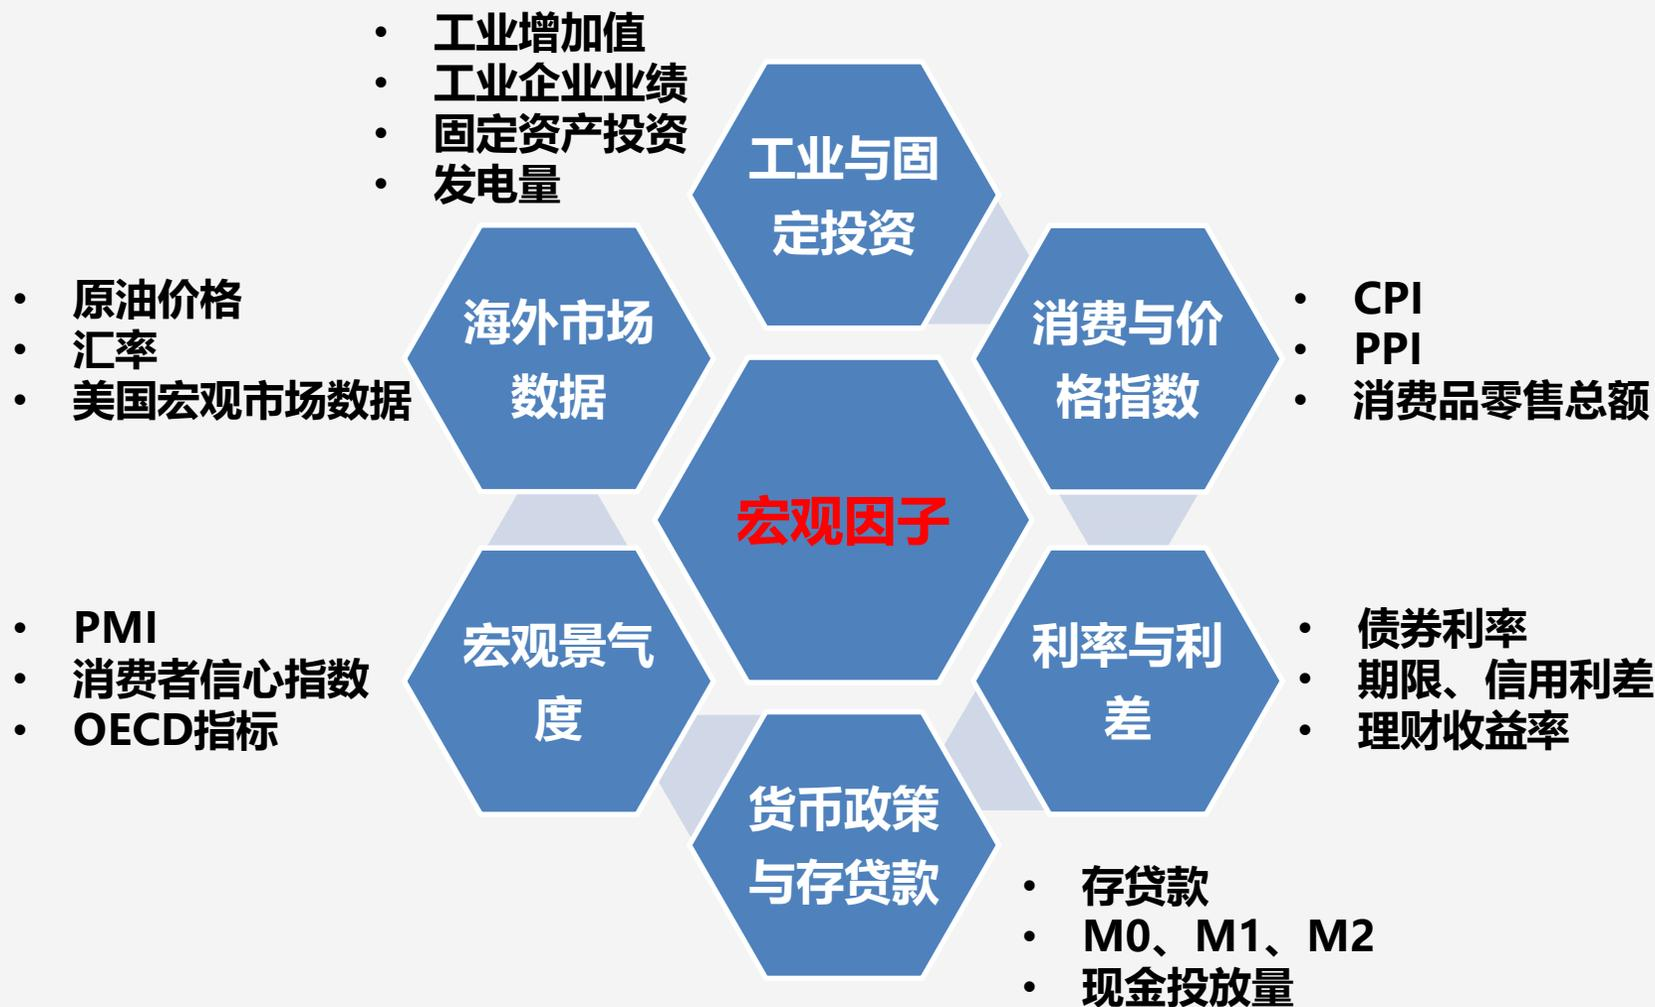 • 工业增加值
• 工业企业业绩
• 固定资产投资
• 发电量
工业与固
定投资
海外市场
数据
• 原油价格
• 汇率
• 美国宏观市场数据
消费与价
格指数
• CPI
• PPI
• 消费品零售总额
宏观因子
• PMI
• 消费者信心指数
• OECD指标
宏观景气
度
利率与利
差
• 债券利率
• 期限、信用利差
• 理财收益率
货币政策
与存贷款
• 存贷款
• M0、M1、M2
• 现金投放量